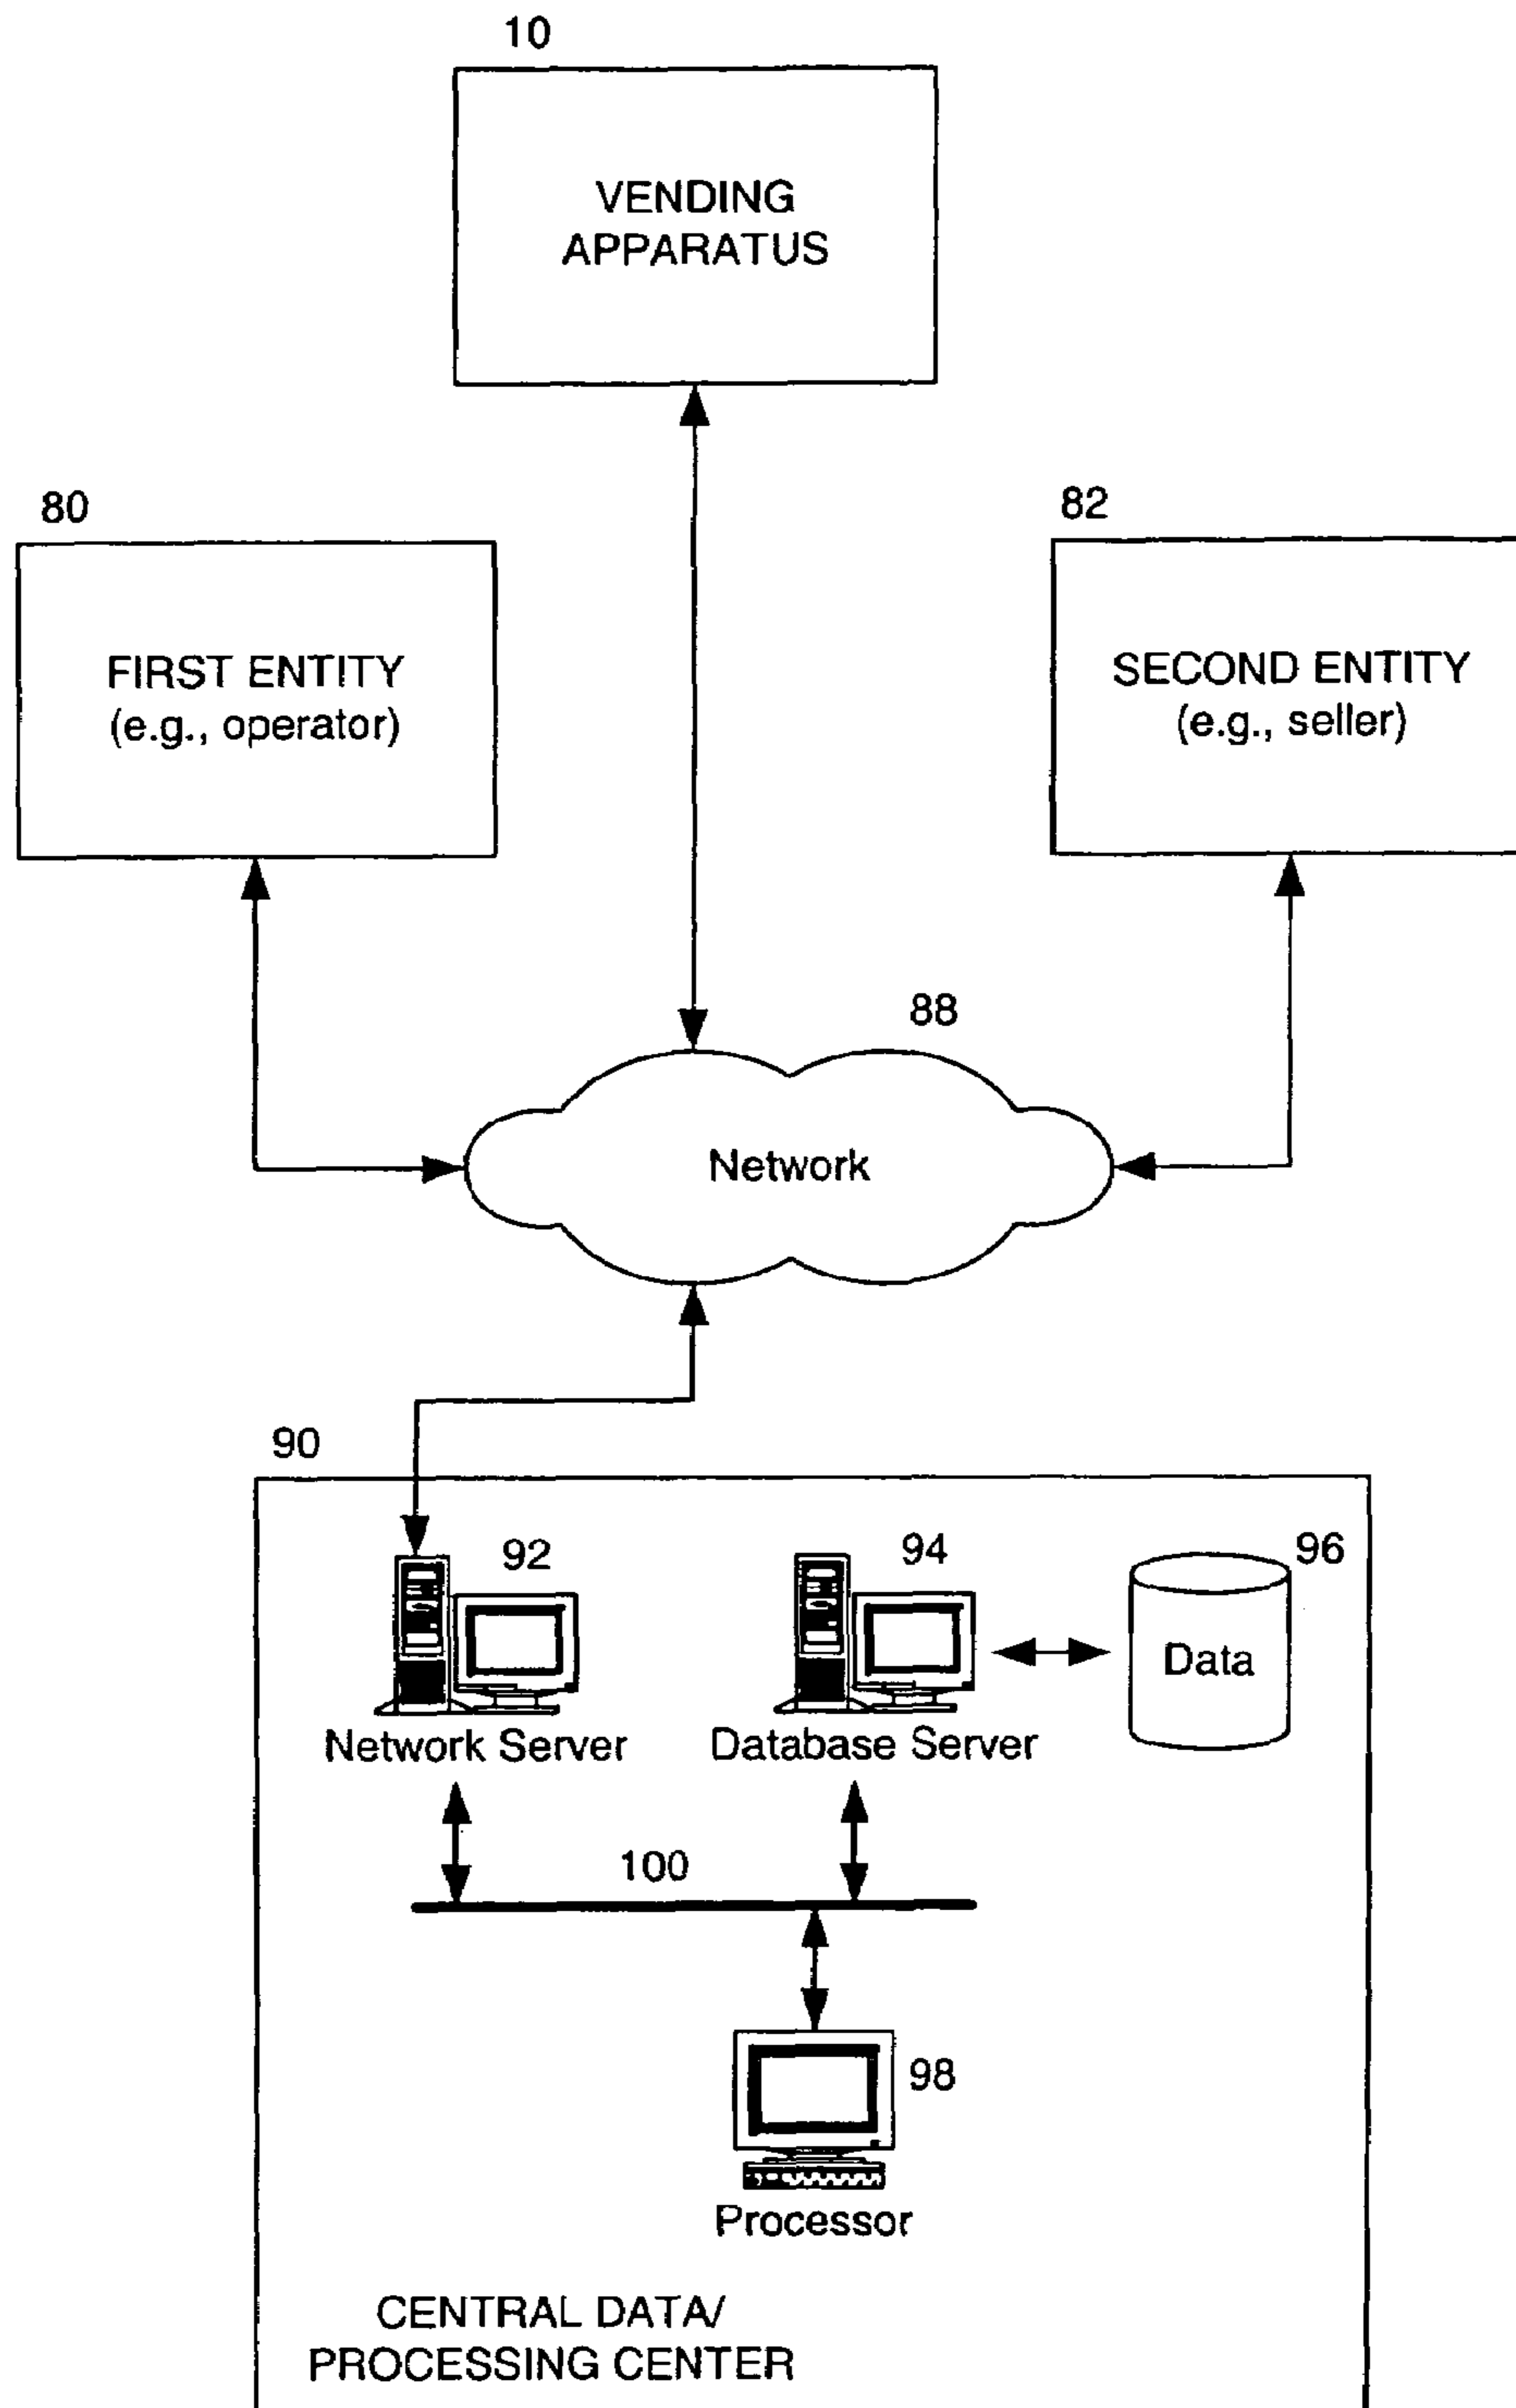 10
VENDING
APPARATUS
80
82
FIRST ENTITY
(e.g., operator)
SECOND ENTITY
(e.g., seller)
88
Network
90
92
94
96
Data
Network Server
Database Server
100
98
Processor
CENTRAL DATA/
PROCESSING CENTER